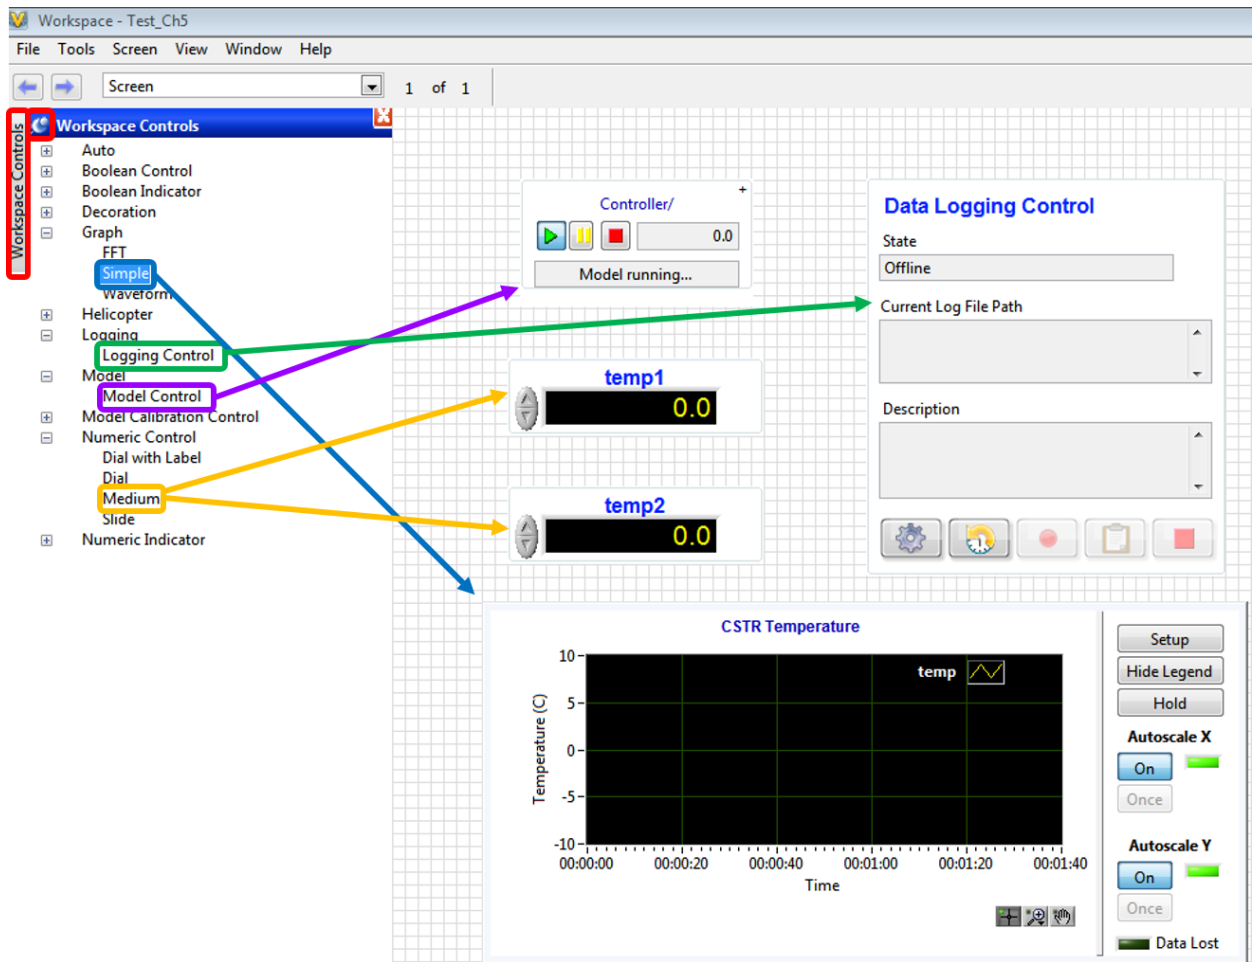 Workspace - Test_Ch5
File Tools Screen View Window Help
Screen
1 of 1
Workspace Controls
Workspace Controls
Auto
Boolean Control
Boolean Indicator
Decoration
Graph
FFT
Simple
Waveform
Helicopter
Logging
Logging Control
Model
Model Control
Model Calibration Control
Numeric Control
Dial with Label
Dial
Medium
Slide
Numeric Indicator
Controller/
0.0
Model running...
temp1
0.0
temp2
0.0
Data Logging Control
State
Offline
Current Log File Path
Description
CSTR Temperature
temp
Temperature (C)
10
5
0
-5
-10
00:00:00 00:00:20 00:00:40 00:01:00 00:01:20 00:01:40
Time
Setup
Hide Legend
Hold
Autoscale X
On
Once
Autoscale Y
On
Once
Data Lost